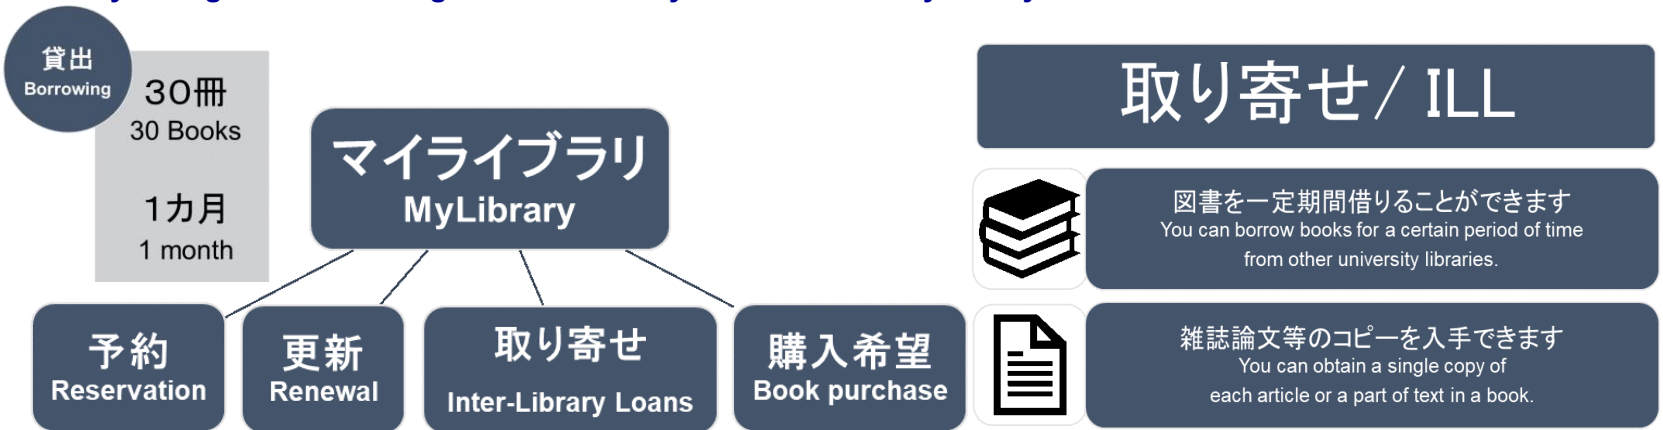 貸出
Borrowing
30冊
30 Books
1カ月
1 month
マイライブラリ
MyLibrary
予約
Reservation
更新
Renewal
取り寄せ
Inter-Library Loans
購入希望
Book purchase
取り寄せ/ ILL
図書を一定期間借りることができます
You can borrow books for a certain period of time
from other university libraries.
雑誌論文等のコピーを入手できます
You can obtain a single copy of
each article or a part of text in a book.